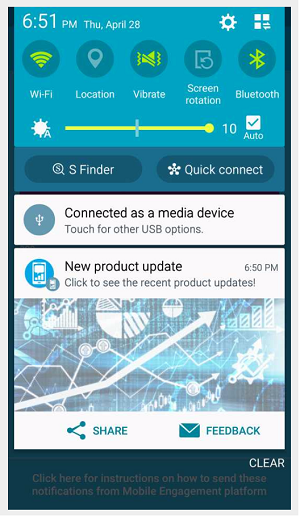 6:51 PM Thu, April 28
Wi-Fi
Location
Vibrate
Screen
rotation
Bluetooth
A
10
Auto
S Finder
Quick connect
Connected as a media device
Touch for other USB options.
New product update 6:50 PM
Click to see the recent product updates!
SHARE
FEEDBACK
CLEAR
Click here for instructions on how to send these
notifications from Mobile Engagement platform